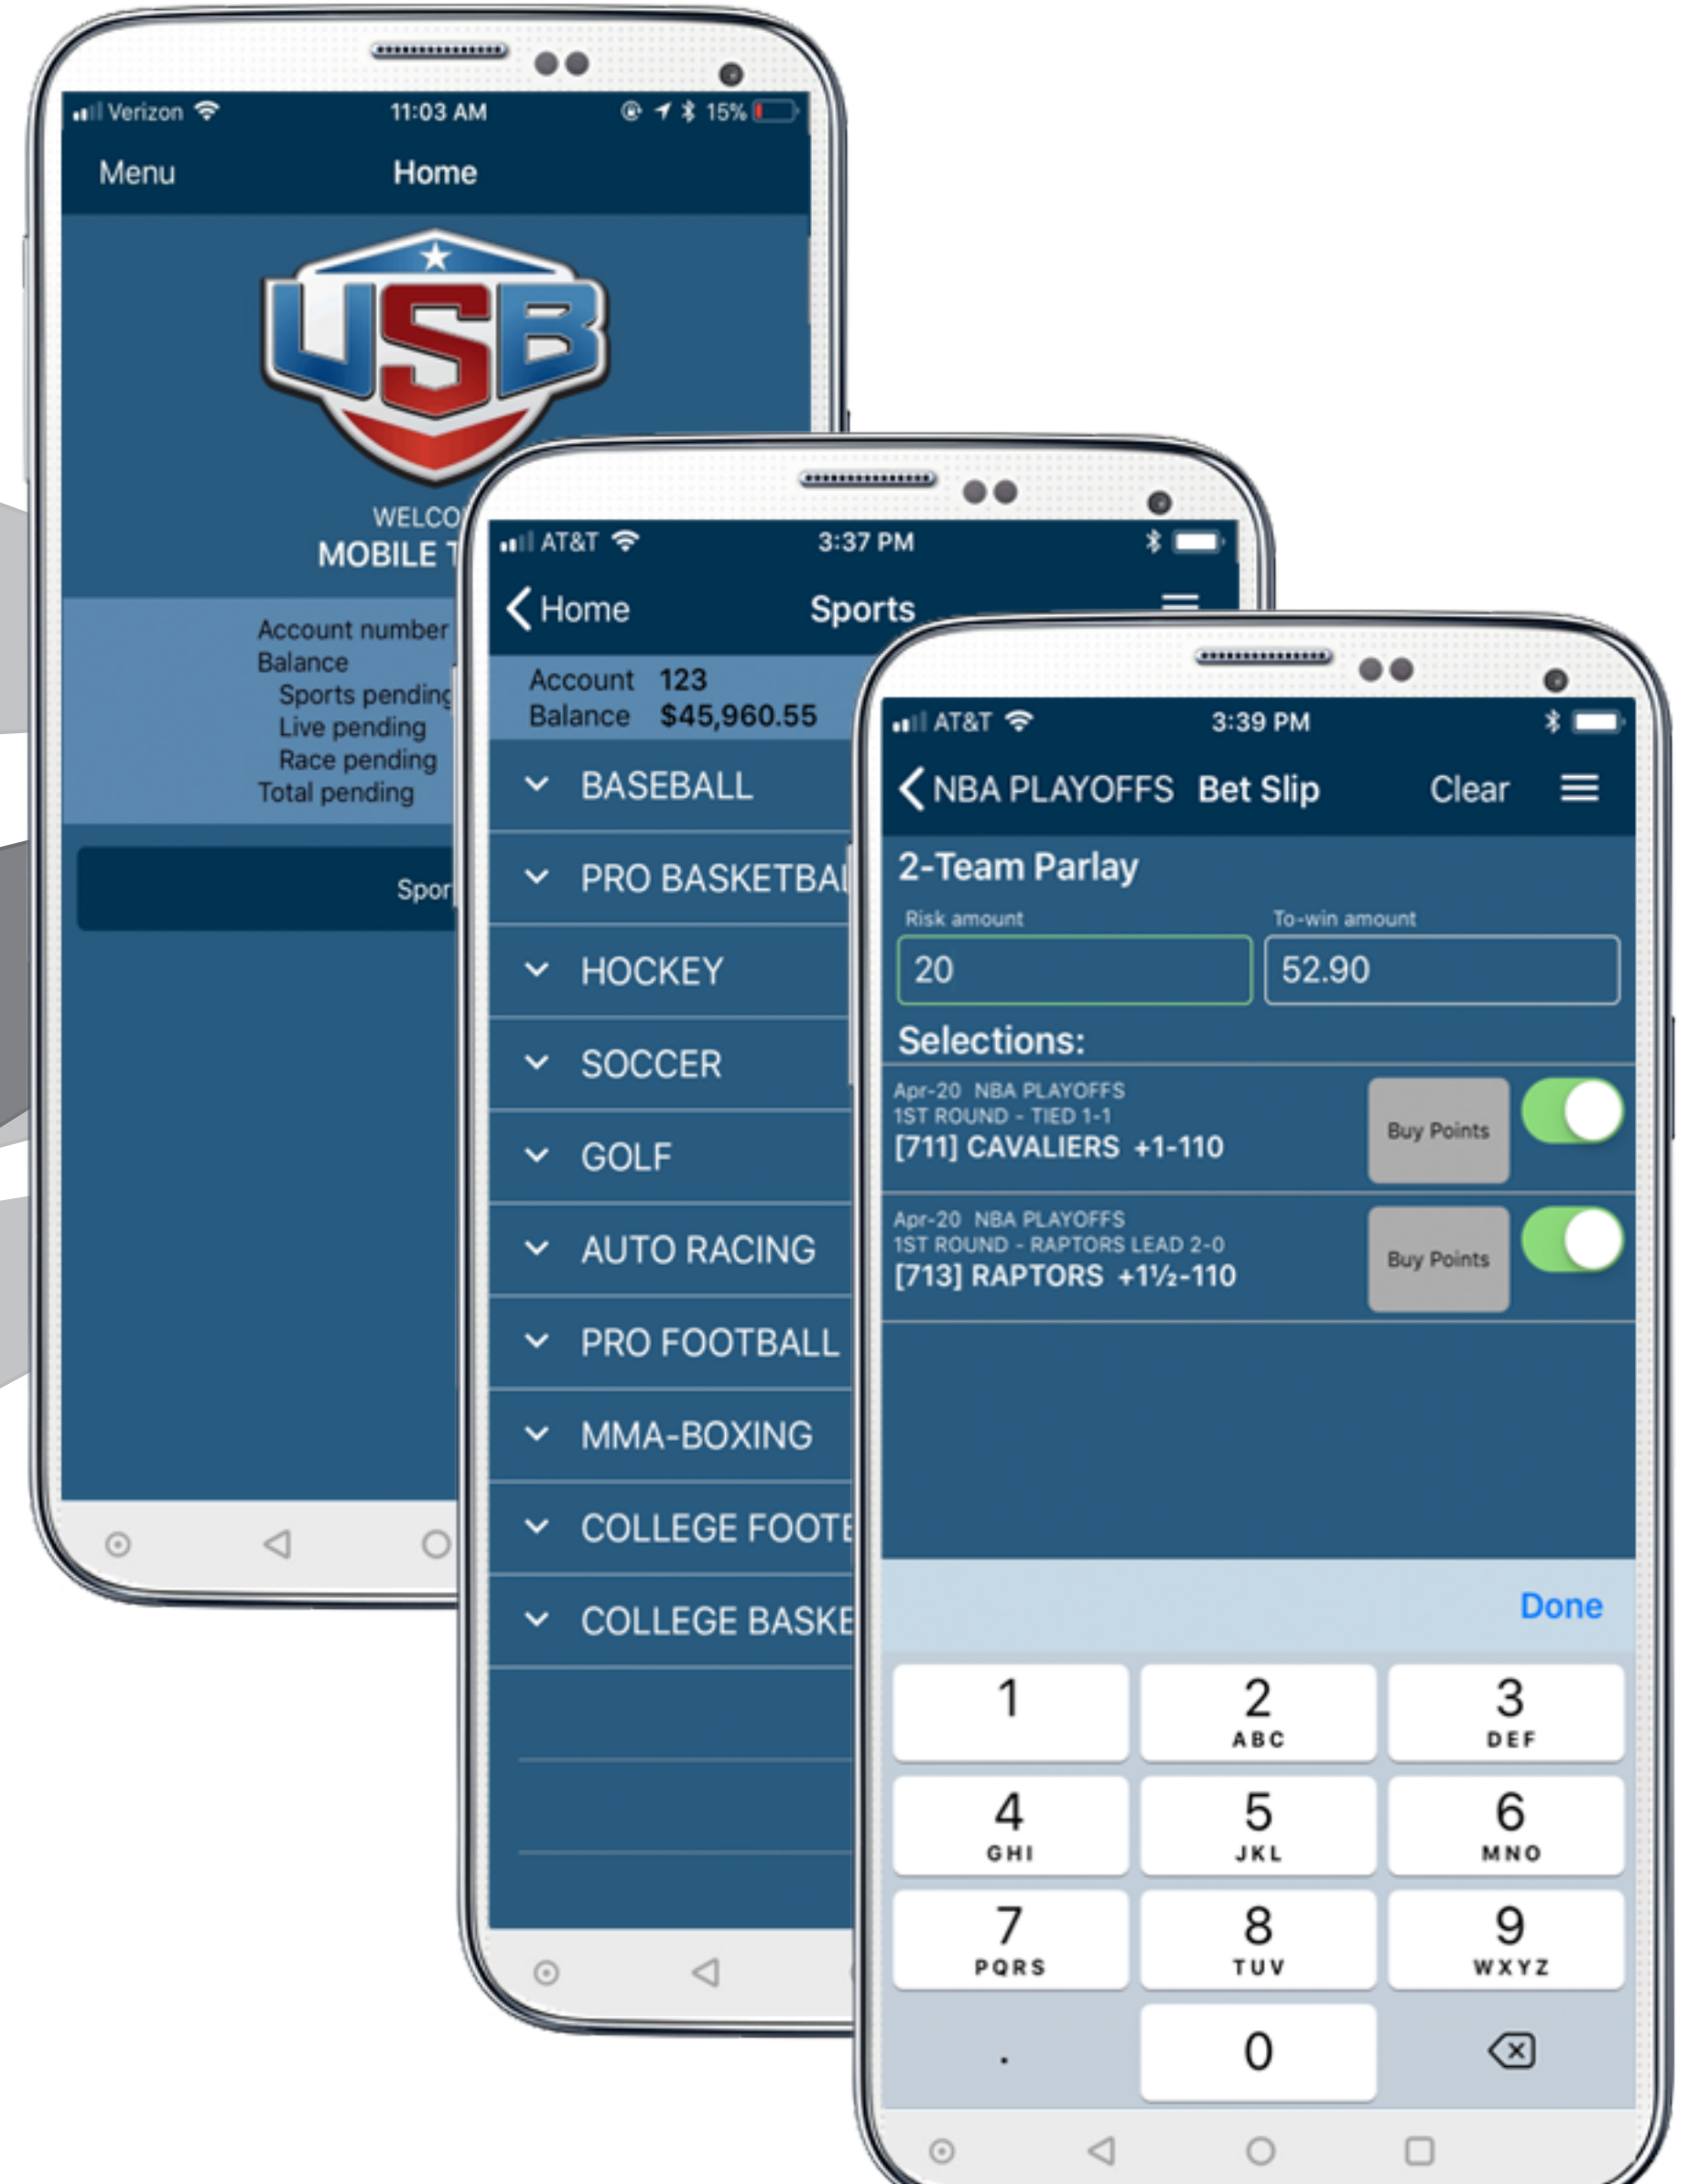 Verizon 11:03 AM 15%
Menu Home
USB
MOBILE
Account number
Balance
Sports pending
Live pending
Race pending
Total pending
AT&T 3:37 PM
Home Sports
Account 123
Balance $45,960.55
BASEBALL
PRO
HOCKEY
SOCCER
GOLF
AUTO RACING
PRO FOOTBALL
MMA-BOXING
COLLEGE
COLLEGE
AT&T 3:39 PM
NBA PLAYOFFS Bet Slip Clear
2-Team Parlay
Risk amount To-win amount
20 52.90
Selections:
Apr-20 NBA PLAYOFFS
1ST ROUND - TIED 1-1
[711] CAVALIERS +1-110
Buy Points
Apr-20 NBA PLAYOFFS
1ST ROUND - RAPTORS LEAD 2-0
[713] RAPTORS +1½-110
Buy Points
Done
1 2 3
ABC DEF
4 5 6
GHI JKL MNO
7 8 9
PQRS TUV WXYZ
. 0